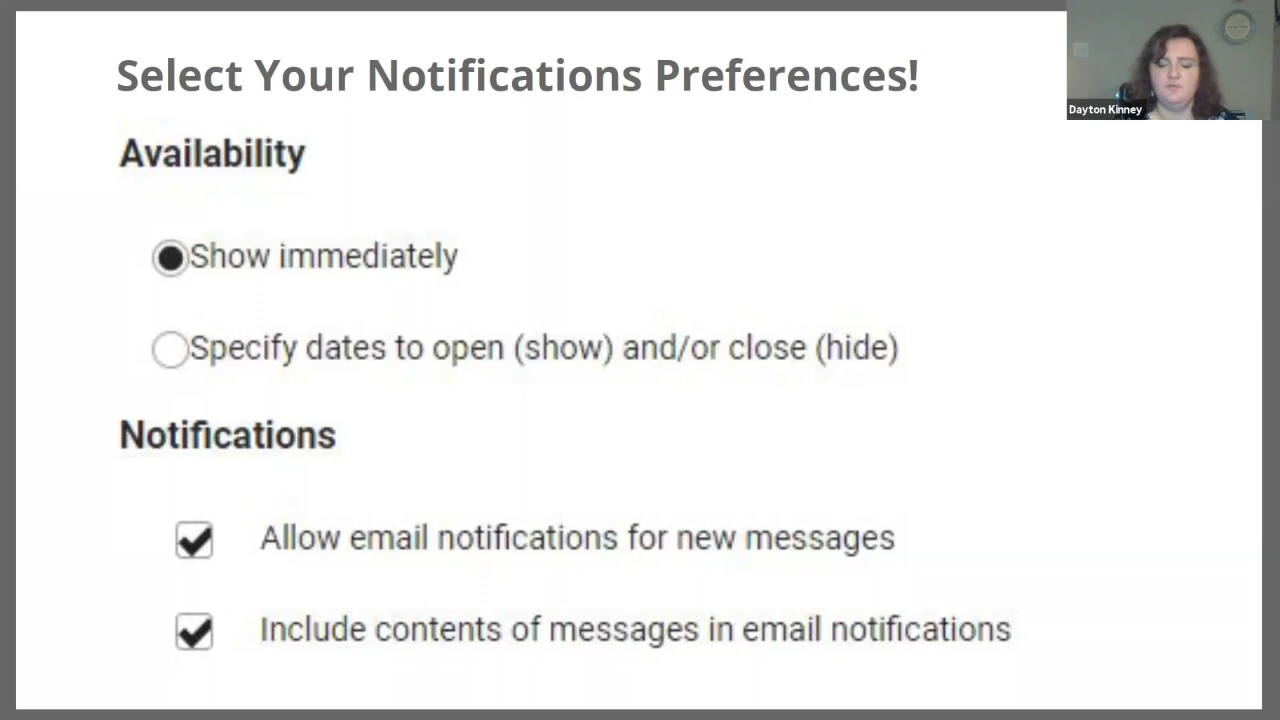 Select Your Notifications Preferences!
Dayton Kinney
Availability
Show immediately
Specify dates to open (show) and/or close (hide)
Notifications
Allow email notifications for new messages
Include contents of messages in email notifications